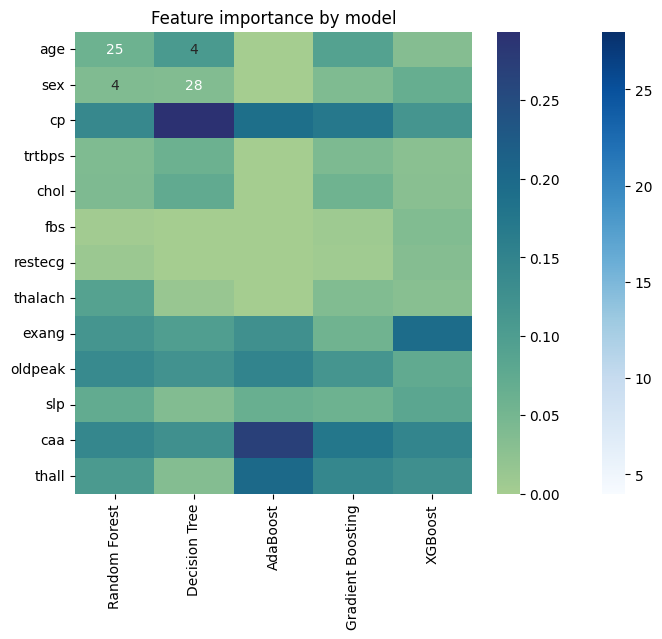 Feature importance by model
age
25
4
sex
4
28
cp
trtbps
chol
fbs
restecg
thalach
exang
oldpeak
slp
caa
thall
Random Forest
Decision Tree
AdaBoost
Gradient Boosting
XGBoost
0.25
0.20
0.15
0.10
0.05
0.00
25
20
15
10
5